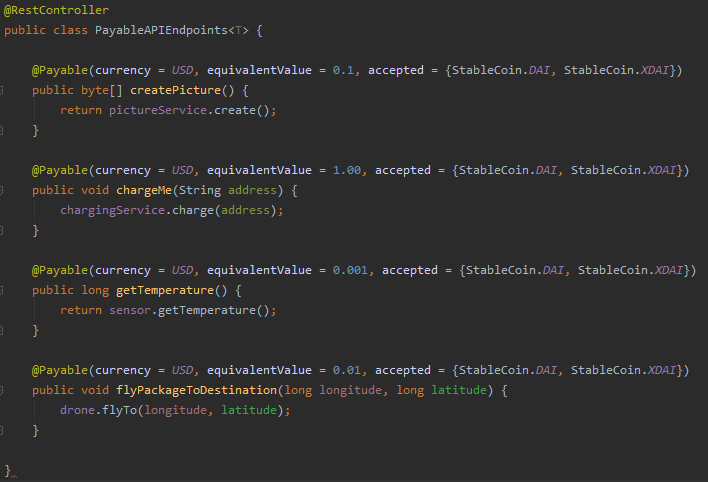 @RestController
public class PayableAPIEndpoints<T> {
@Payable(currency = USD, equivalentValue = 0.1, accepted = {StableCoin.DAI, StableCoin.XDAI})
public byte[] createPicture() {
return pictureService.create();
}
@Payable(currency = USD, equivalentValue = 1.00, accepted = {StableCoin.DAI, StableCoin.XDAI})
public void chargeMe(String address) {
chargingService.charge(address);
}
@Payable(currency = USD, equivalentValue = 0.001, accepted = {StableCoin.DAI, StableCoin.XDAI})
public long getTemperature() {
return sensor.getTemperature();
}
@Payable(currency = USD, equivalentValue = 0.01, accepted = {StableCoin.DAI, StableCoin.XDAI})
public void flyPackageToDestination(long longitude, long latitude) {
drone.flyTo(longitude, latitude);
}
}